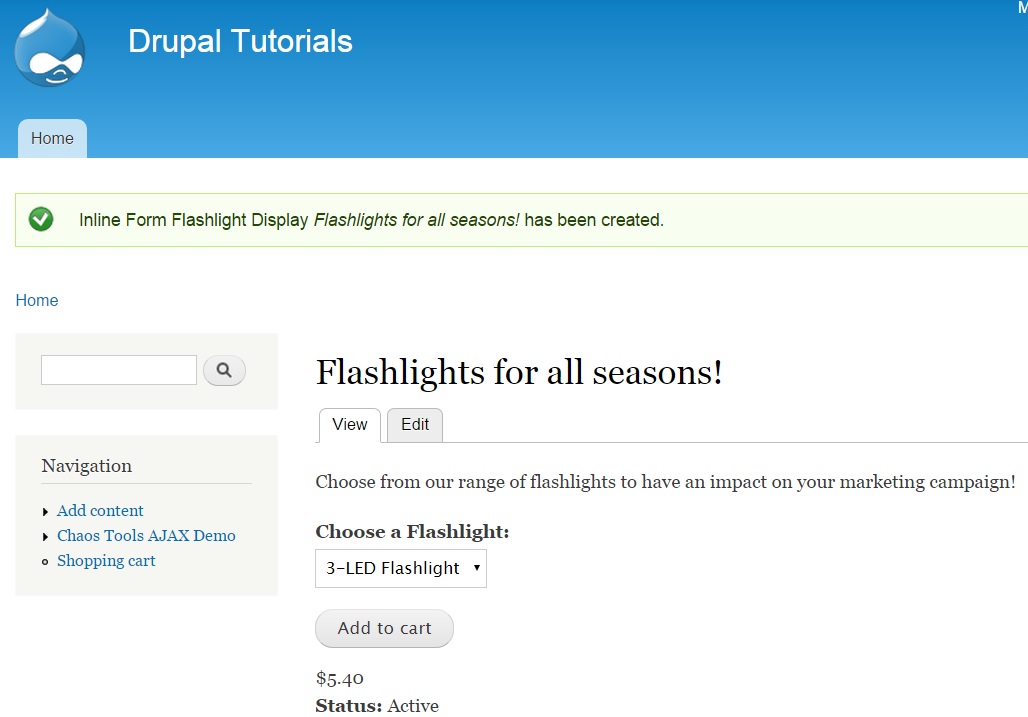 M
Drupal Tutorials
Home
Inline Form Flashlight Display Flashlights for all seasons! has been created.
Home
Flashlights for all seasons!
View Edit
Navigation
Add content
Chaos Tools AJAX Demo
Shopping cart
Choose from our range of flashlights to have an impact on your marketing campaign!
Choose a Flashlight:
3-LED Flashlight
Add to cart
$5.40
Status: Active